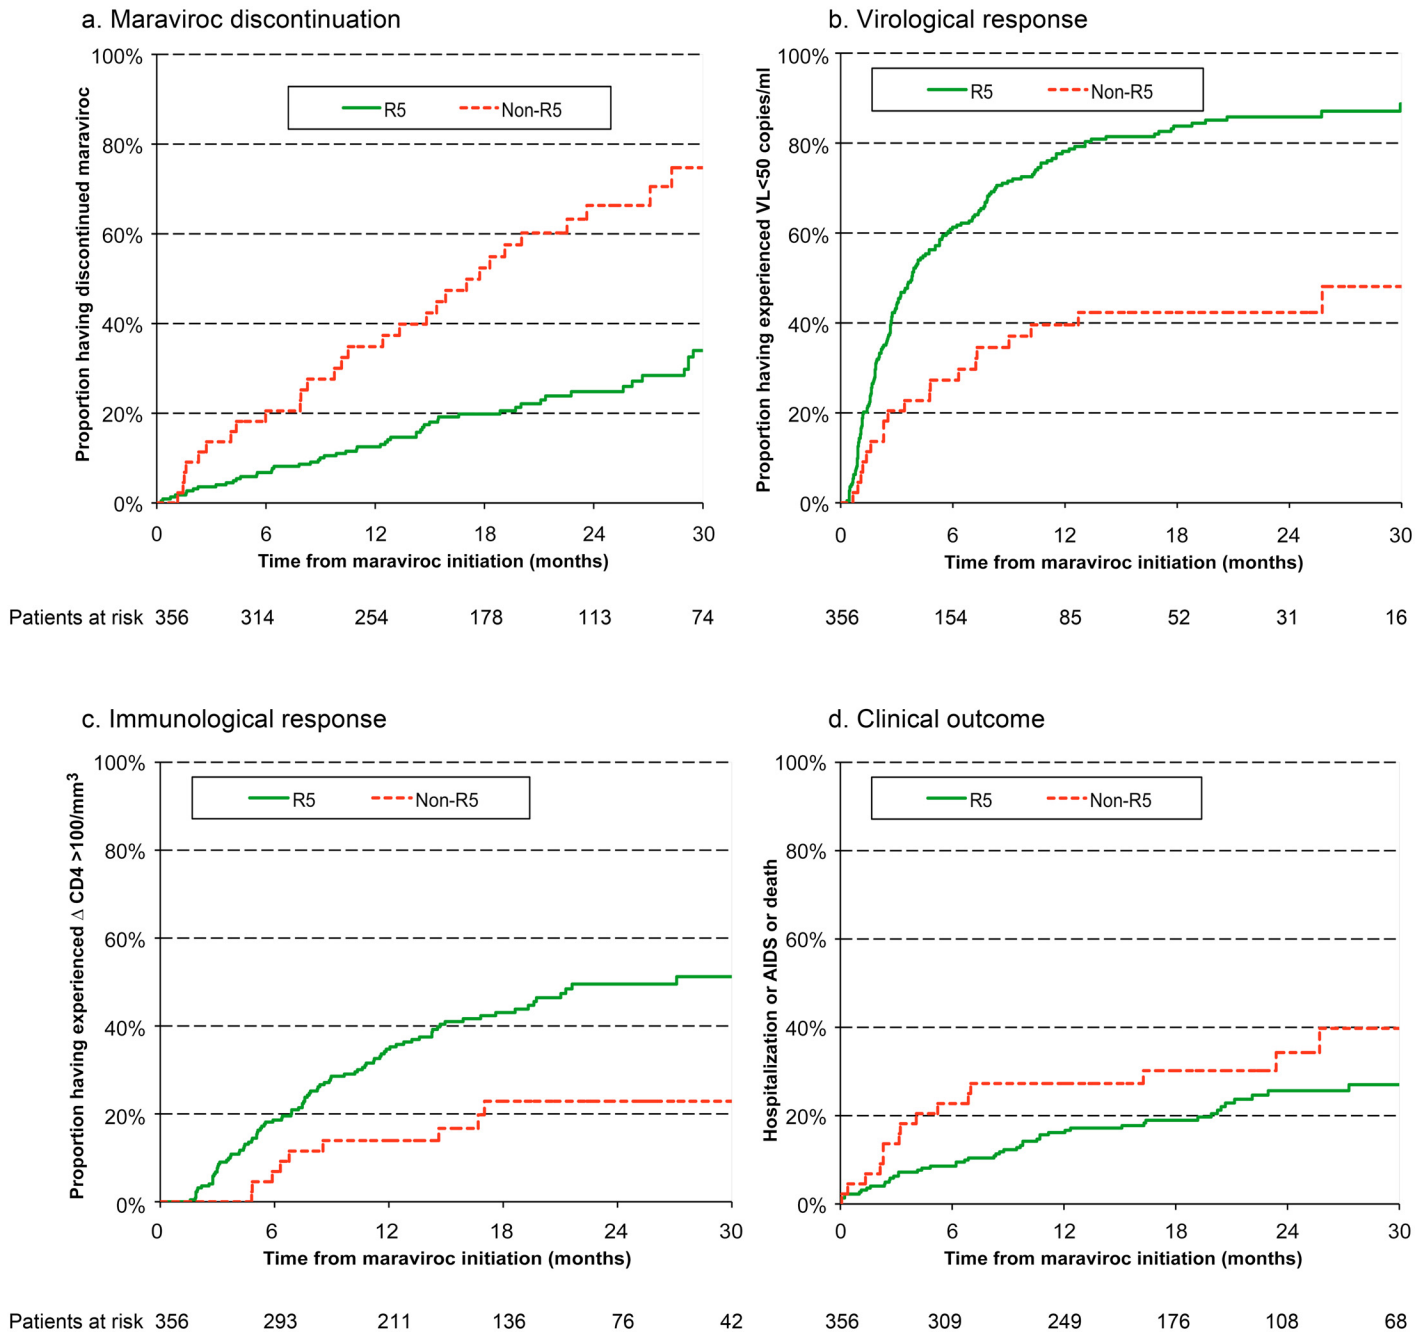 a. Maraviroc discontinuation
Proportion having discontinued maraviroc
100%
80%
60%
40%
20%
0%
R5 Non-R5
0 6 12 18 24 30
Time from maraviroc initiation (months)
Patients at risk 356 314 254 178 113 74
b. Virological response
Proportion having experienced VL<50 copies/ml
100%
80%
60%
40%
20%
0%
R5 Non-R5
0 6 12 18 24 30
Time from maraviroc initiation (months)
356 154 85 52 31 16
c. Immunological response
Proportion having experienced Δ CD4 >100/mm³
100%
80%
60%
40%
20%
0%
R5 Non-R5
0 6 12 18 24 30
Time from maraviroc initiation (months)
Patients at risk 356 293 211 136 76 42
d. Clinical outcome
Hospitalization or AIDS or death
100%
80%
60%
40%
20%
0%
R5 Non-R5
0 6 12 18 24 30
Time from maraviroc initiation (months)
356 309 249 176 108 68